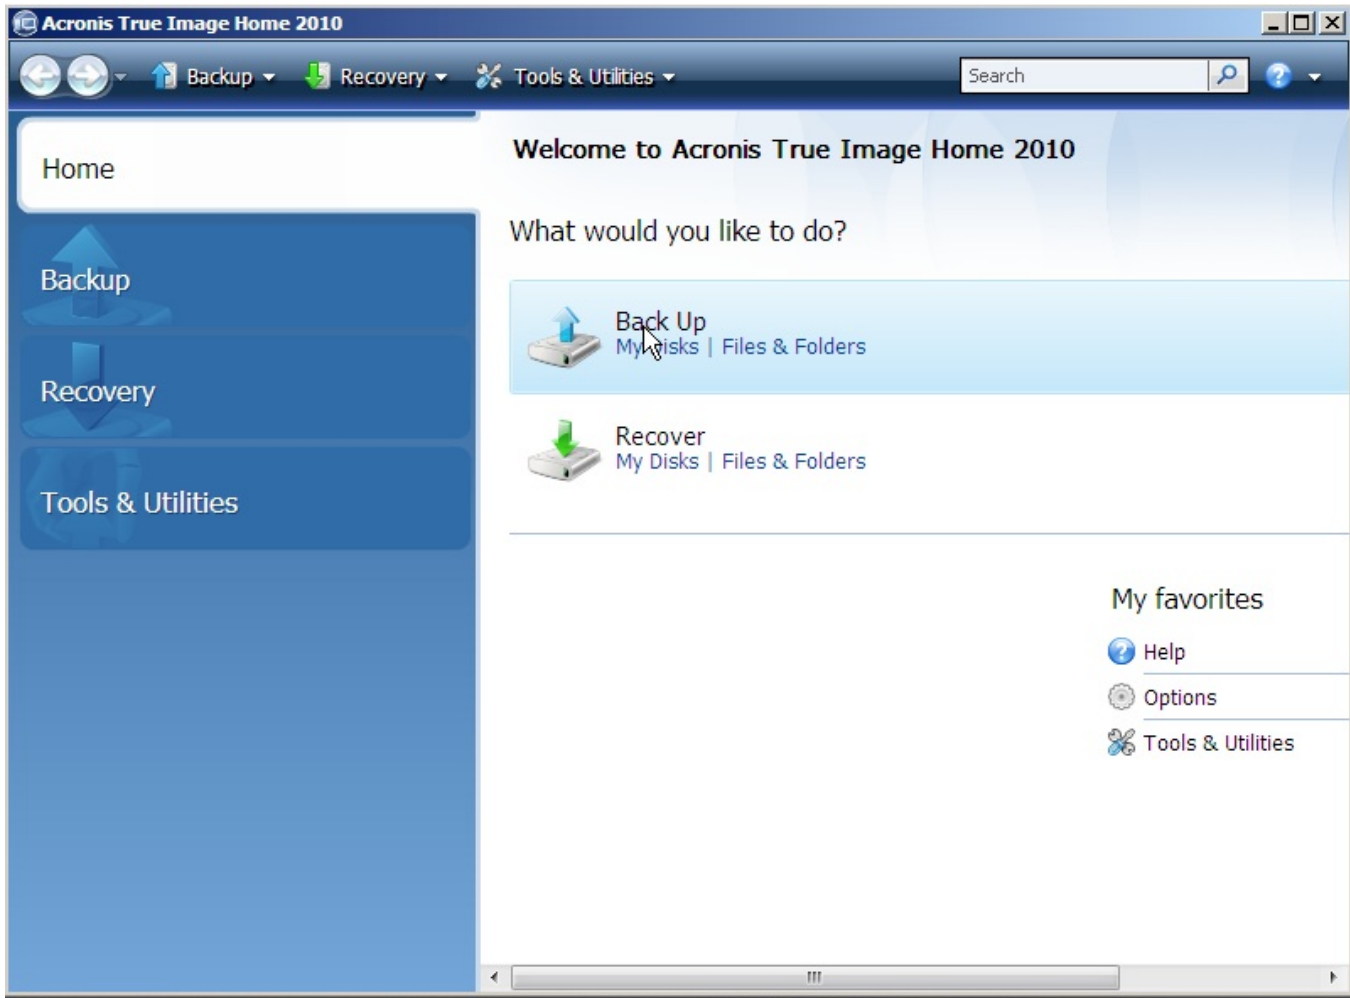 Acronis True Image Home 2010
Backup Recovery Tools & Utilities Search
Home
Backup
Recovery
Tools & Utilities
Welcome to Acronis True Image Home 2010
What would you like to do?
Back Up
My Disks | Files & Folders
Recover
My Disks | Files & Folders
My favorites
Help
Options
Tools & Utilities